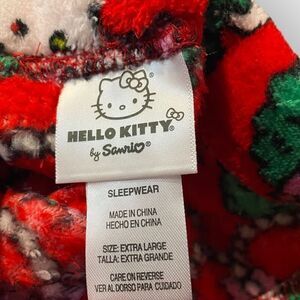 HELLO KITTY®
by Sanrio®
SLEEPWEAR
MADE IN CHINA
HECHO EN CHINA
SIZE: EXTRA LARGE
TALLA: EXTRA GRANDE
CARE ON REVERSE
VER AL DORSO PARA CUIDADO